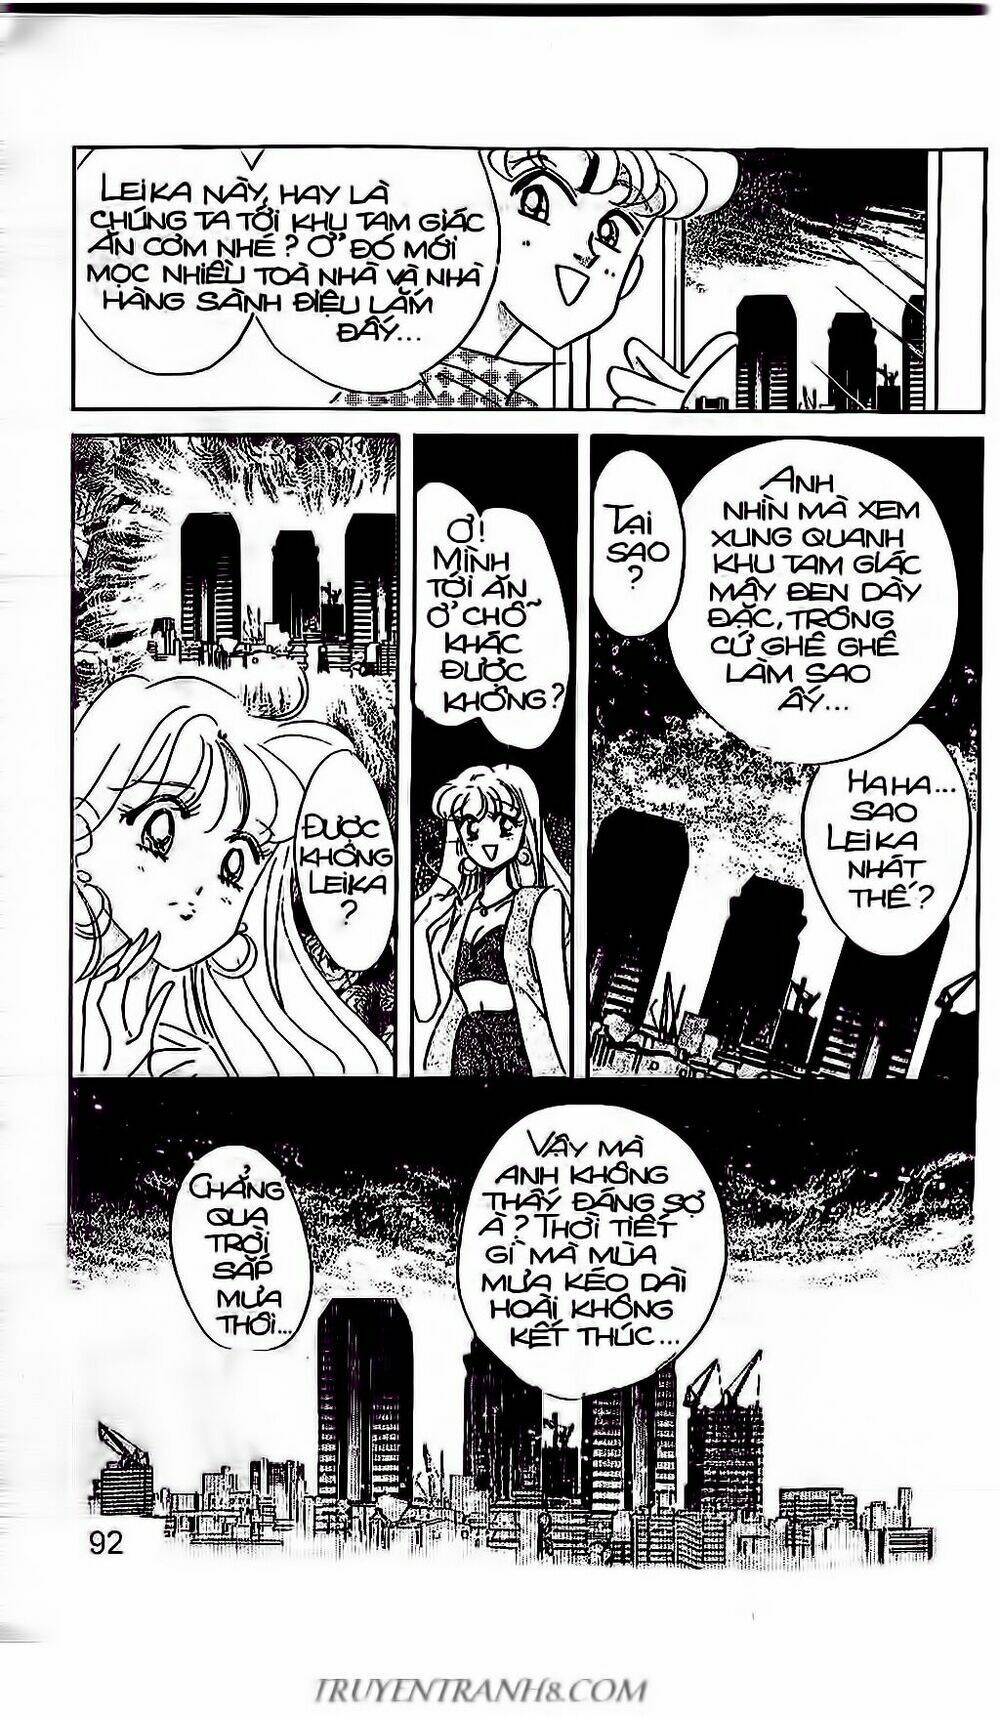 LEIKA NÀY, HAY LÀ
CHÚNG TA TỚI KHU TAM GIÁC
ĂN CƠM NHÉ? Ở ĐÓ MỚI
MỌC NHIỀU TOÀ NHÀ VÀ NHÀ
HÀNG SÀNH ĐIỆU LẮM
ĐẤY...
ĐƯỢC
KHÔNG
LEIKA
?
Ơ!
MÌNH
TỚI ĂN
Ở CHỖ
KHÁC
ĐƯỢC
KHÔNG?
TẠI
SAO
?
ANH
NHÌN MÀ XEM
XUNG QUANH
KHU TAM GIÁC
MÂY ĐEN DÀY
ĐẶC, TRÔNG
CỨ GHÊ GHÊ
LÀM SAO
ẤY...
HAHA...
SAO
LEIKA
NHÁT
THẾ?
CHẲNG
QUA
TRỜI
SẮP
MƯA
THÔI...
VẬY MÀ
ANH KHÔNG
THẤY ĐÁNG SỢ
À? THỜI TIẾT
GÌ MÀ MÙA
MƯA KÉO DÀI
HOÀI KHÔNG
KẾT THÚC...
92
TRUYENTRANH8.COM